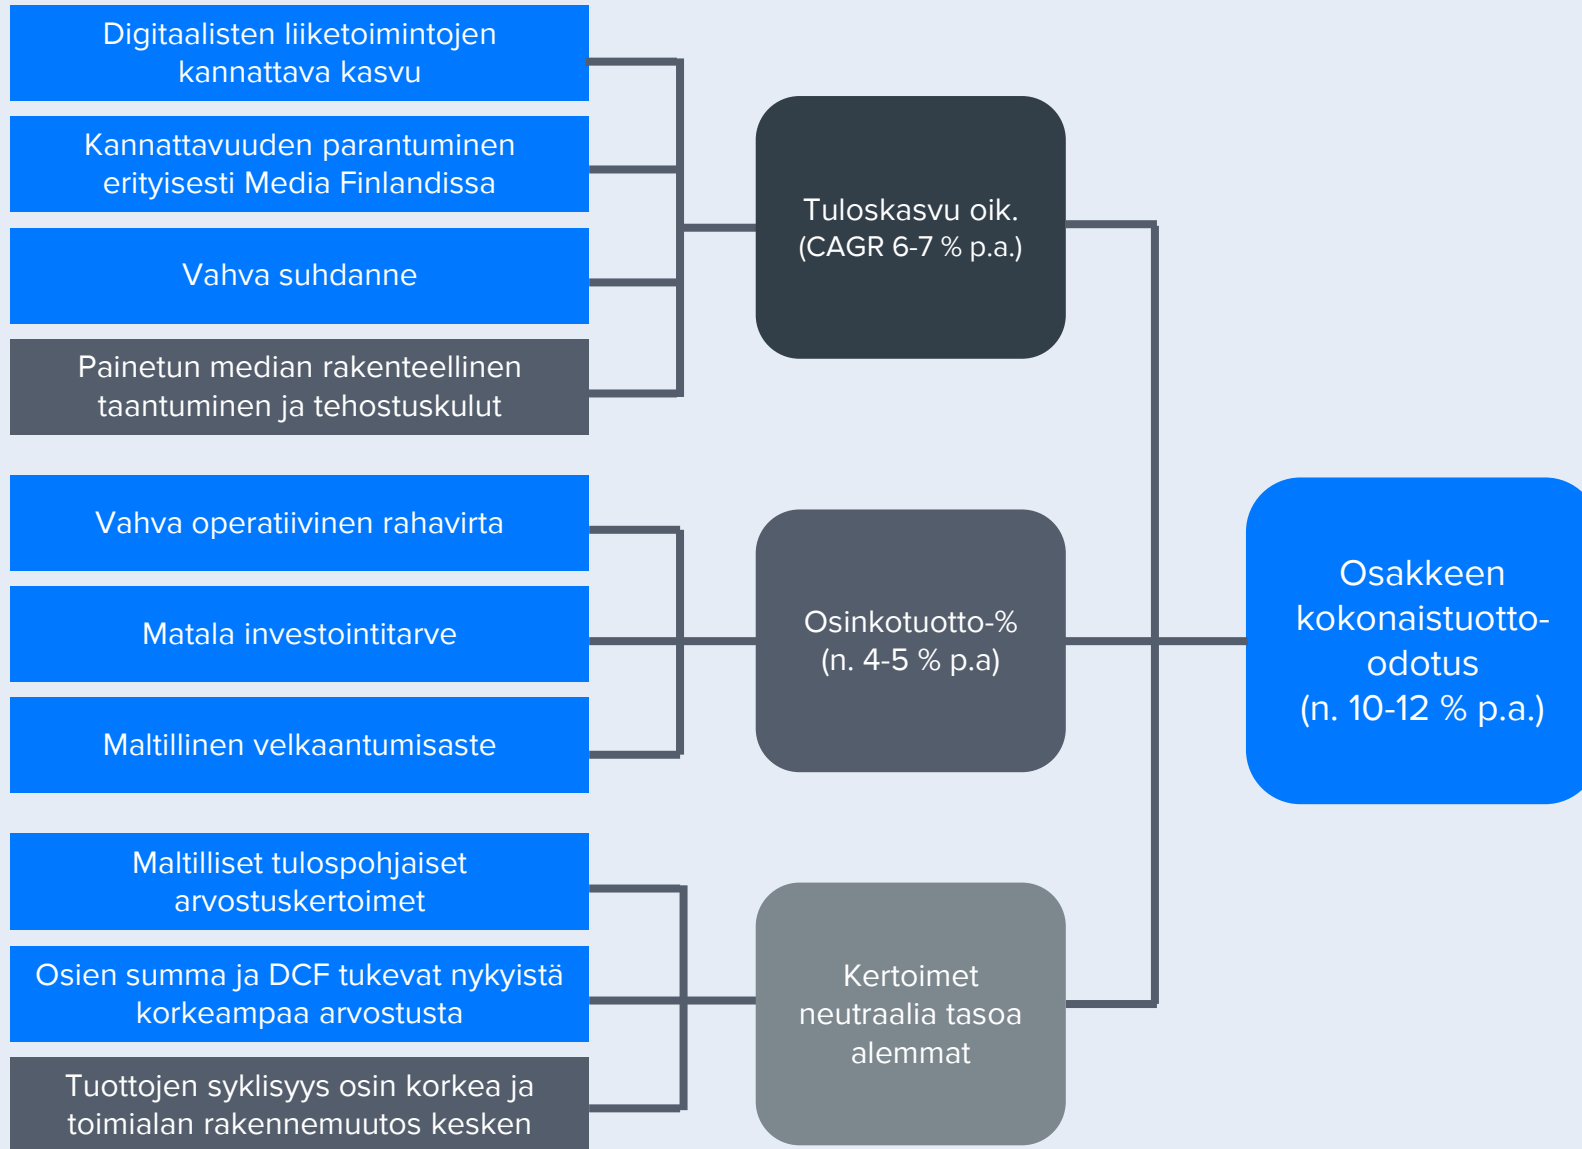 Digitaalisten liiketoimintojen
kannattava kasvu
Kannattavuuden parantuminen
erityisesti Media Finlandissa
Vahva suhdanne
Painetun median rakenteellinen
taantuminen ja tehostuskulut
Tuloskasvu oik.
(CAGR 6-7 % p.a.)
Vahva operatiivinen rahavirta
Matala investointitarve
Maltillinen velkaantumisaste
Osinkotuotto-%
(n. 4-5 % p.a)
Maltilliset tulospohjaiset
arvostuskertoimet
Osien summa ja DCF tukevat nykyistä
korkeampaa arvostusta
Tuottojen syklisyys osin korkea ja
toimialan rakennemuutos kesken
Kertoimet
neutraalia tasoa
alemmat
Osakkeen
kokonaistuotto-
odotus
(n. 10-12 % p.a.)